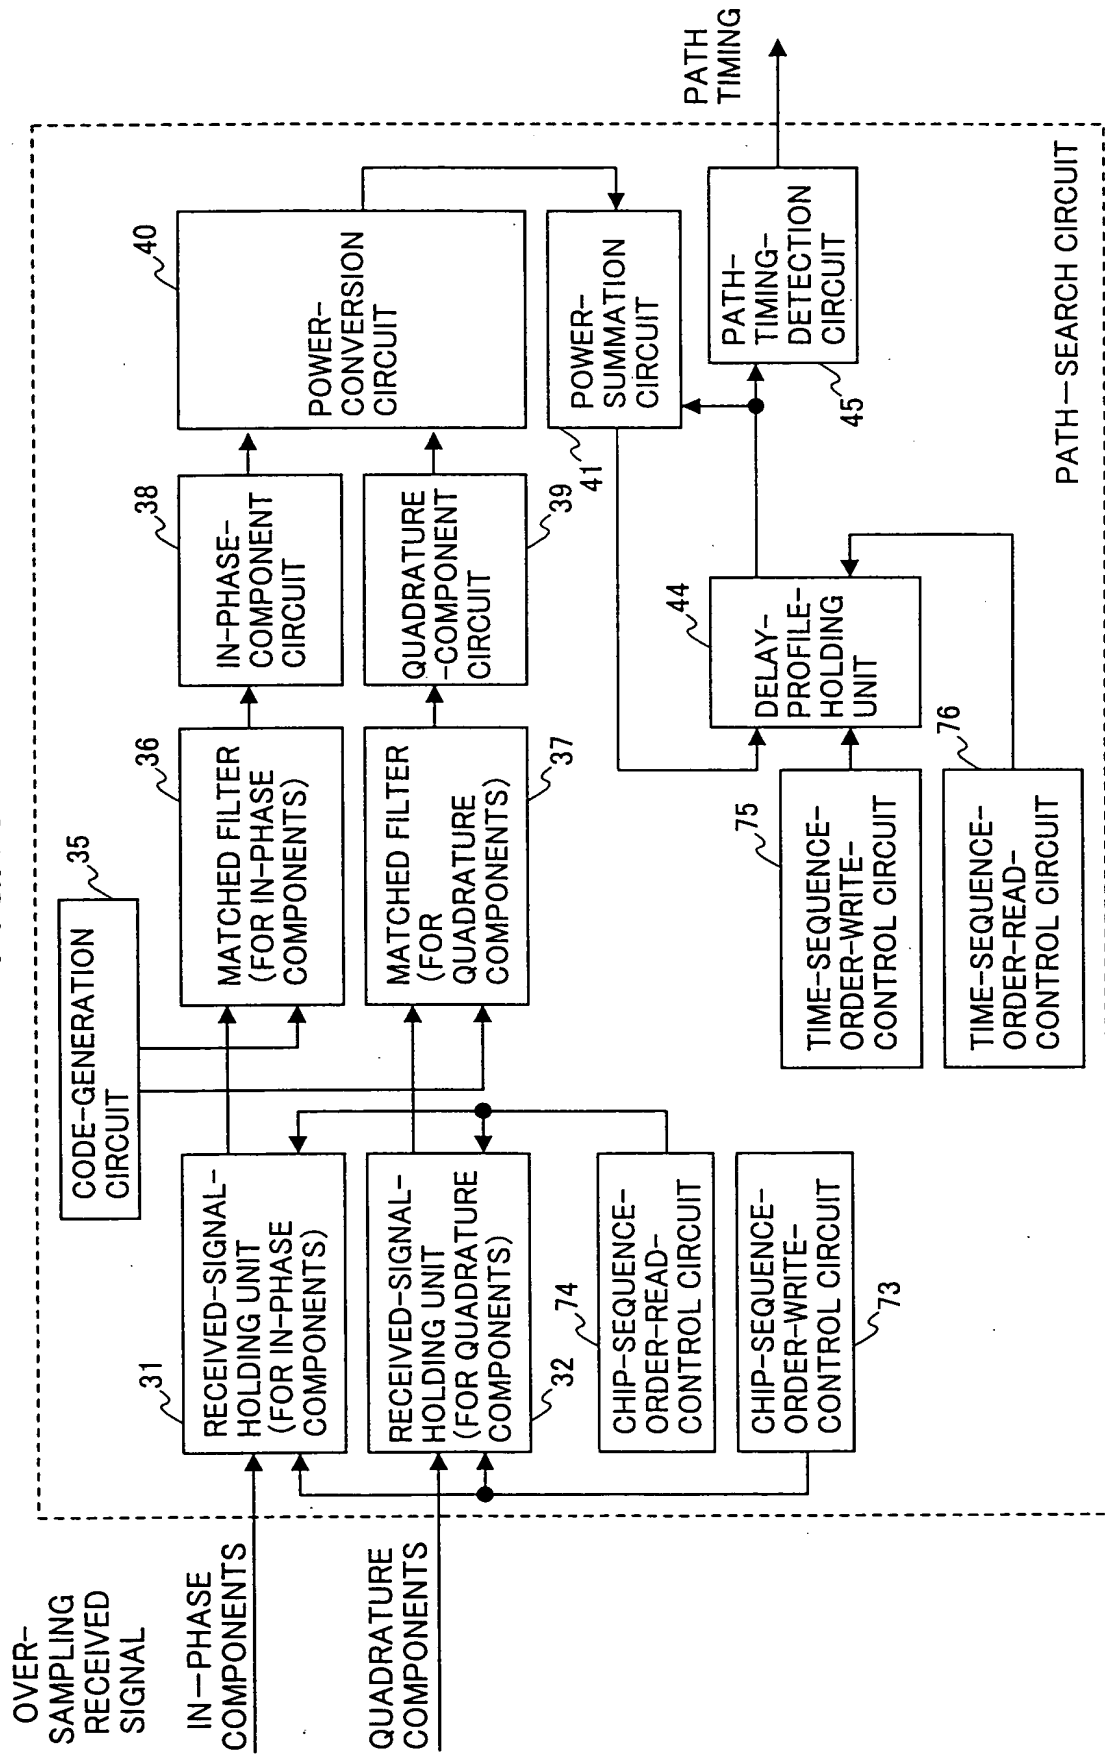 OVER-
SAMPLING
RECEIVED
SIGNAL
IN-PHASE
COMPONENTS
QUADRATURE
COMPONENTS
31
RECEIVED-SIGNAL-
HOLDING UNIT
(FOR IN-PHASE
COMPONENTS)
RECEIVED-SIGNAL-
HOLDING UNIT
(FOR QUADRATURE
COMPONENTS)
32
74
CHIP-SEQUENCE-
ORDER-READ-
CONTROL CIRCUIT
CHIP-SEQUENCE-
ORDER-WRITE-
CONTROL CIRCUIT
73
CODE-GENERATION
CIRCUIT
35
36
MATCHED FILTER
(FOR IN-PHASE
COMPONENTS)
MATCHED FILTER
(FOR
QUADRATURE
COMPONENTS)
37
38
IN-PHASE-
COMPONENT
CIRCUIT
QUADRATURE
-COMPONENT
CIRCUIT
39
40
POWER-
CONVERSION
CIRCUIT
POWER-
SUMMATION
CIRCUIT
41
44
DELAY-
PROFILE-
HOLDING
UNIT
PATH-
TIMING-
DETECTION
CIRCUIT
45
75
TIME-SEQUENCE-
ORDER-WRITE-
CONTROL CIRCUIT
76
TIME-SEQUENCE-
ORDER-READ-
CONTROL CIRCUIT
PATH
TIMING
PATH-SEARCH CIRCUIT